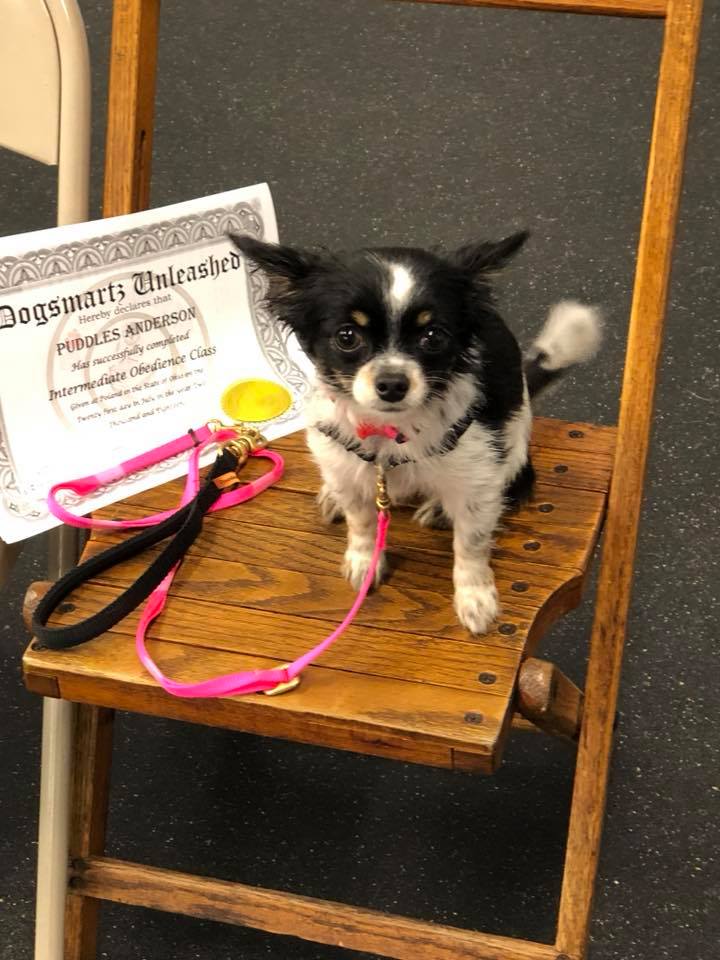 Dogsmartz Unleashed
Hereby declares that
PUDDLES ANDERSON
Has successfully completed
Intermediate Obedience Class
Given at Poland in the State of Ohio on the
Twenty first day in July, in the year Two
Thousand and